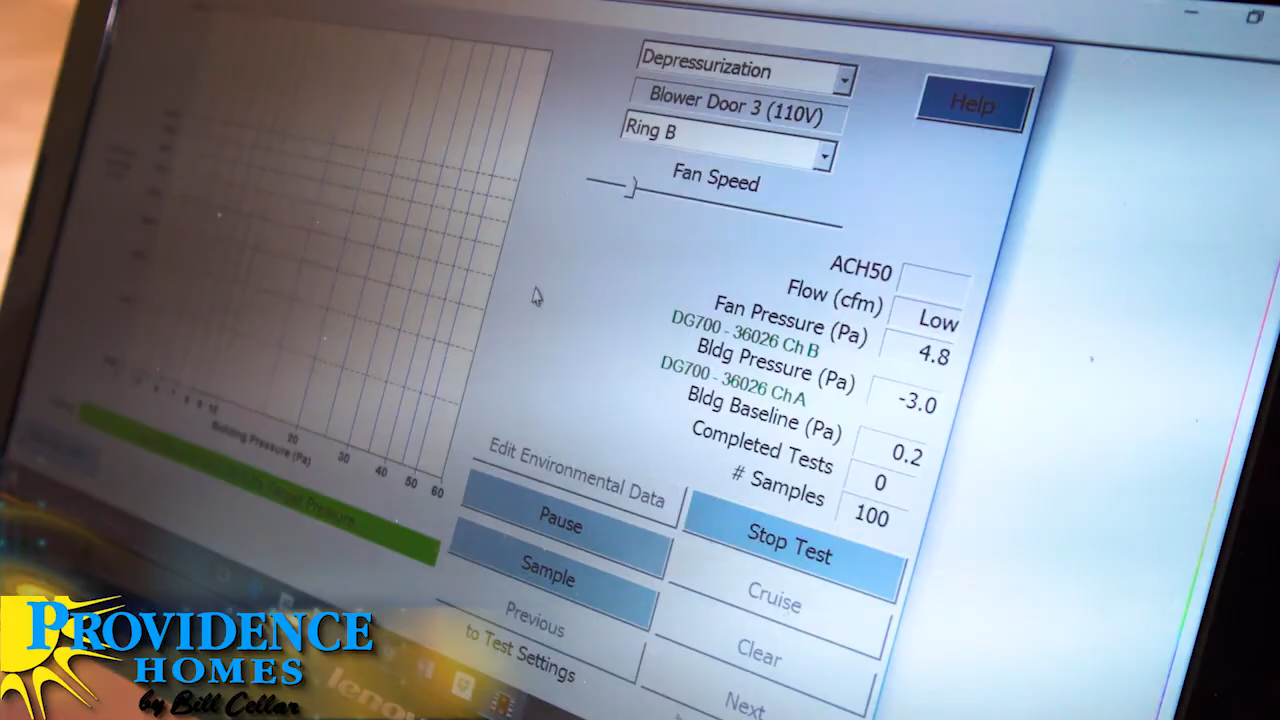 Depressurization
Blower Door 3 (110V)
Ring B
Help
Fan Speed
ACH50
Flow (cfm) Low
Fan Pressure (Pa) 4.8
DG700 - 36026 Ch B
Bldg Pressure (Pa) -3.0
DG700 - 36026 Ch A
Bldg Baseline (Pa) 0.2
Completed Tests 0
# Samples 100
10 20 30 40 50 60
Building Pressure (Pa)
Target Pressure
Edit Environmental Data
Pause
Stop Test
Sample
Cruise
Previous
Clear
to Test Settings
Next
lenovo
PROVIDENCE
HOMES
by Bill Cellar